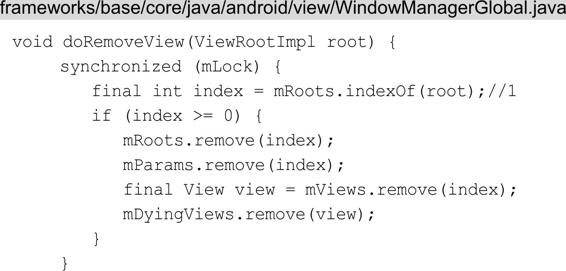 frameworks/base/core/java/android/view/WindowManagerGlobal.java
void doRemoveView(ViewRootImpl root) {
synchronized (mLock) {
final int index = mRoots.indexOf(root);//1
if (index >= 0) {
mRoots.remove(index);
mParams.remove(index);
final View view = mViews.remove(index);
mDyingViews.remove(view);
}
}